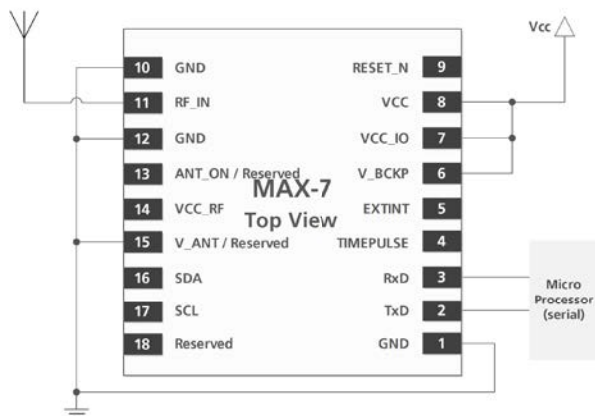 Vcc
10 GND RESET_N 9
11 RF_IN VCC 8
12 GND VCC_IO 7
13 ANT_ON / Reserved V_BCKP 6
MAX-7
14 VCC_RF EXTINT 5
Top View
15 V_ANT / Reserved TIMEPULSE 4
16 SDA RxD 3
Micro
Processor
(serial)
17 SCL TxD 2
18 Reserved GND 1